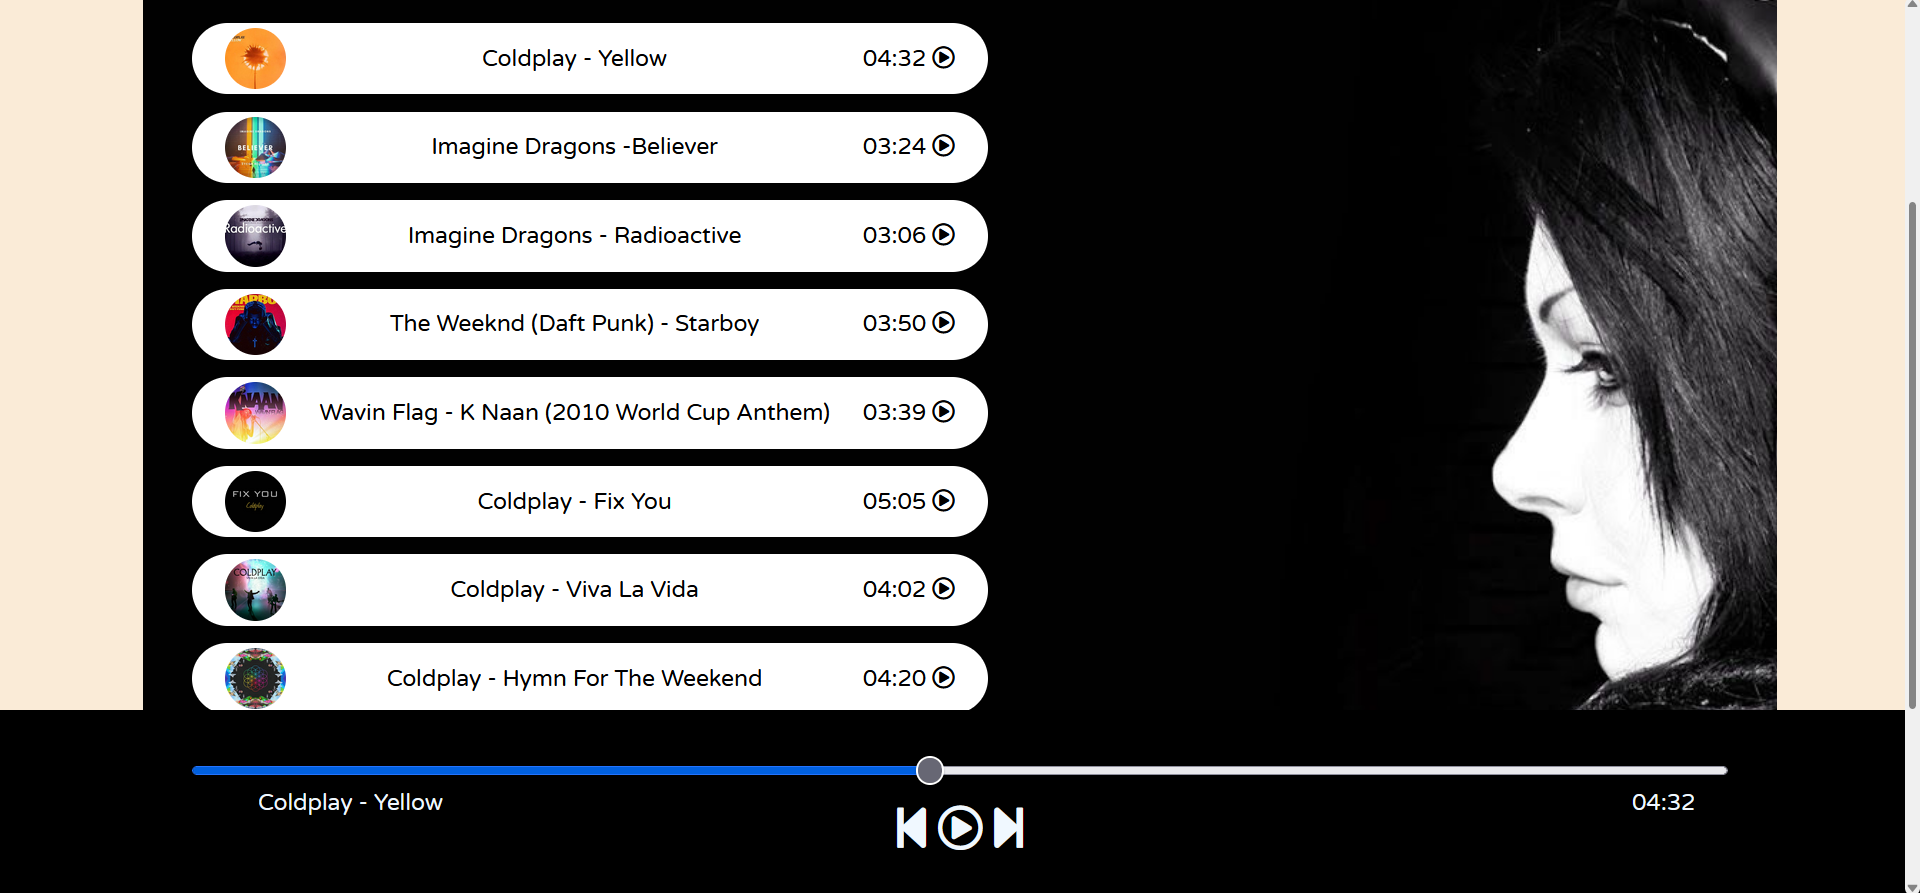 Coldplay - Yellow 04:32
BELIEVER
Imagine Dragons -Believer 03:24
Radioactive
Imagine Dragons - Radioactive 03:06
The Weeknd (Daft Punk) - Starboy 03:50
Wavin Flag - K Naan (2010 World Cup Anthem) 03:39
FIX YOU
Coldplay
Coldplay - Fix You 05:05
COLDPLAY
Coldplay - Viva La Vida 04:02
Coldplay - Hymn For The Weekend 04:20
Coldplay - Yellow 04:32